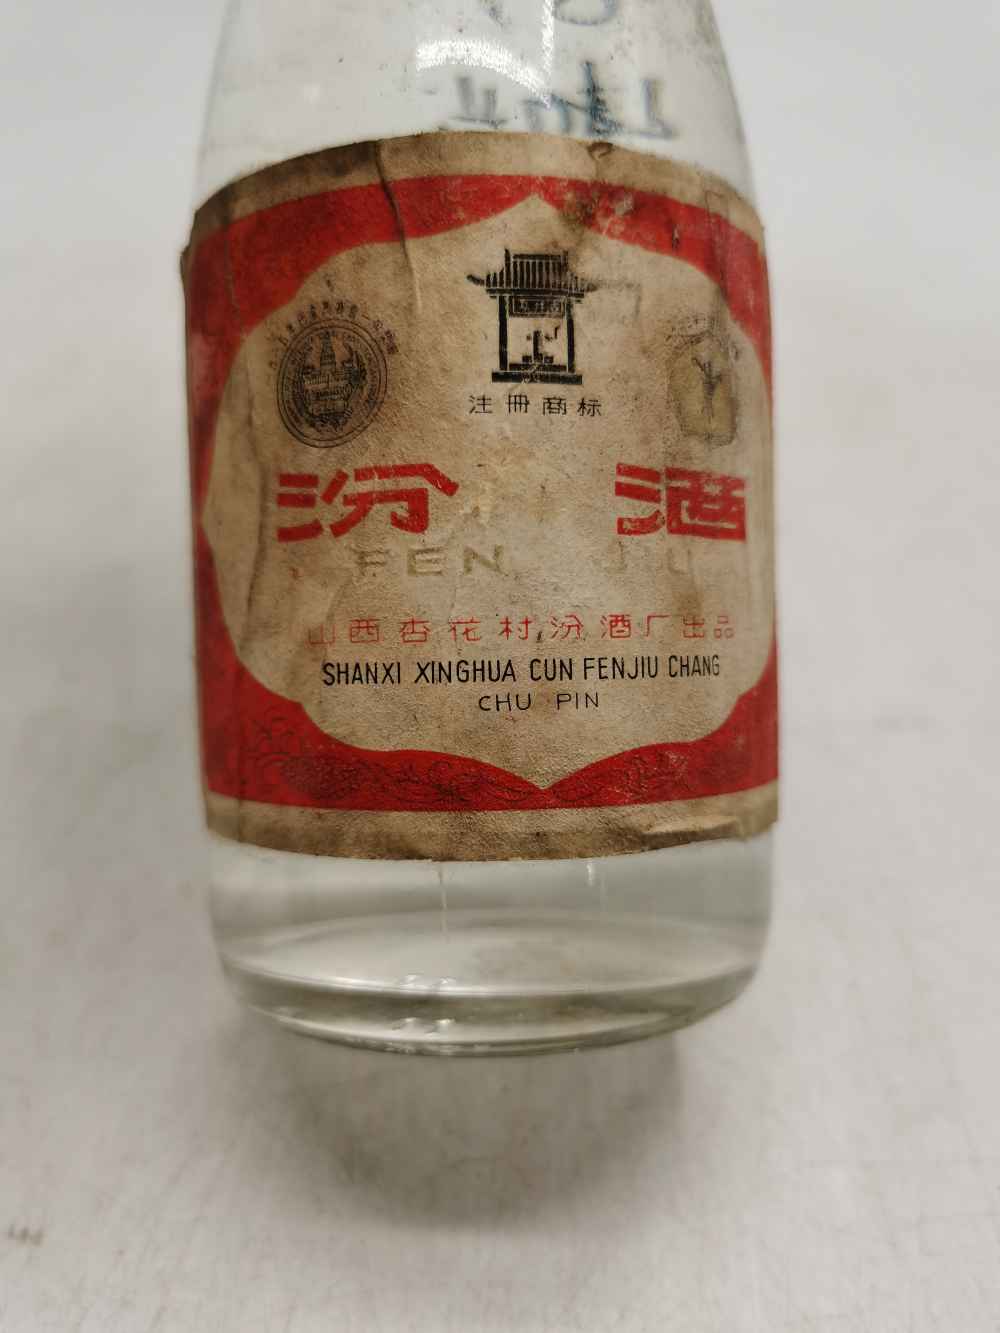 注册商标
汾酒
FEN JIU
山西杏花村汾酒厂出品
SHANXI XINGHUA CUN FENJIU CHANG
CHU PIN